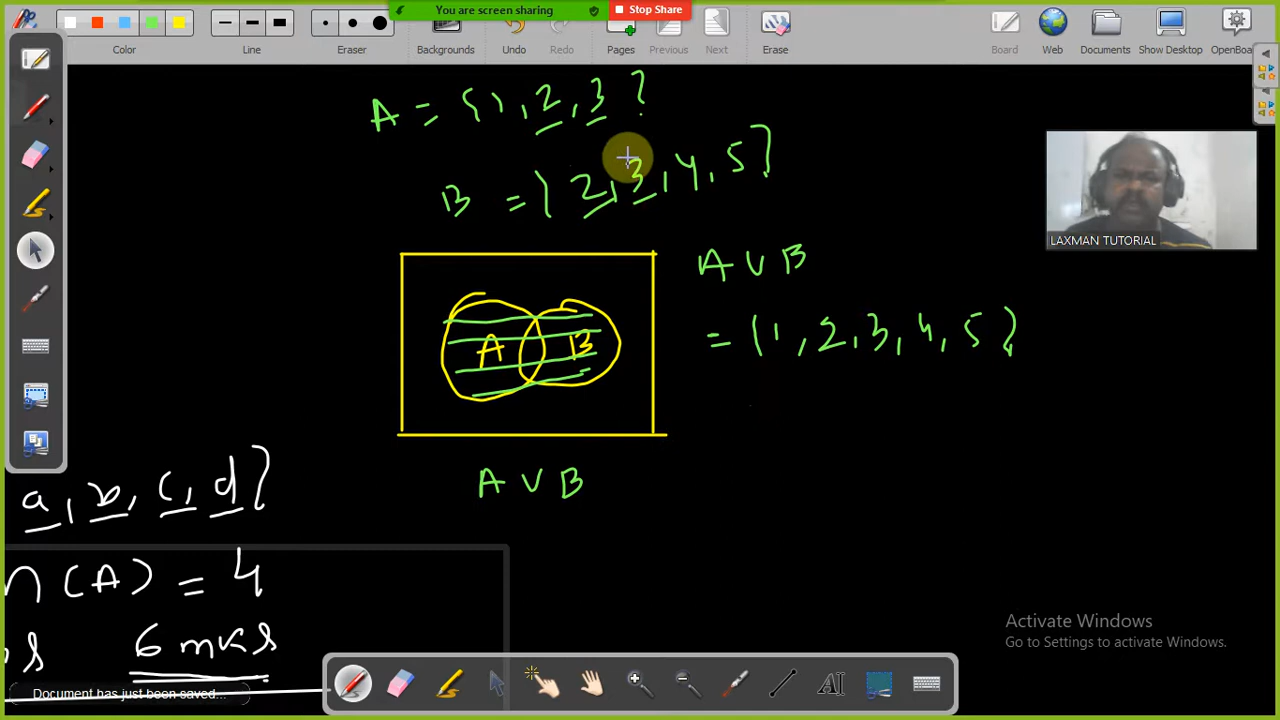 You are screen sharing
Stop Share
Color
Line
Eraser
Backgrounds
Undo
Redo
Pages
Previous
Next
Erase
Board
Web
Documents
Show Desktop
OpenBoa
A = {1, 2, 3}
B = {2, 3, 4, 5}
LAXMAN TUTORIAL
A ∪ B
= {1, 2, 3, 4, 5}
A B
A ∪ B
a, b, c, d}
n(A) = 4
6 mks
Document has just been saved...
Activate Windows
Go to Settings to activate Windows.
AI